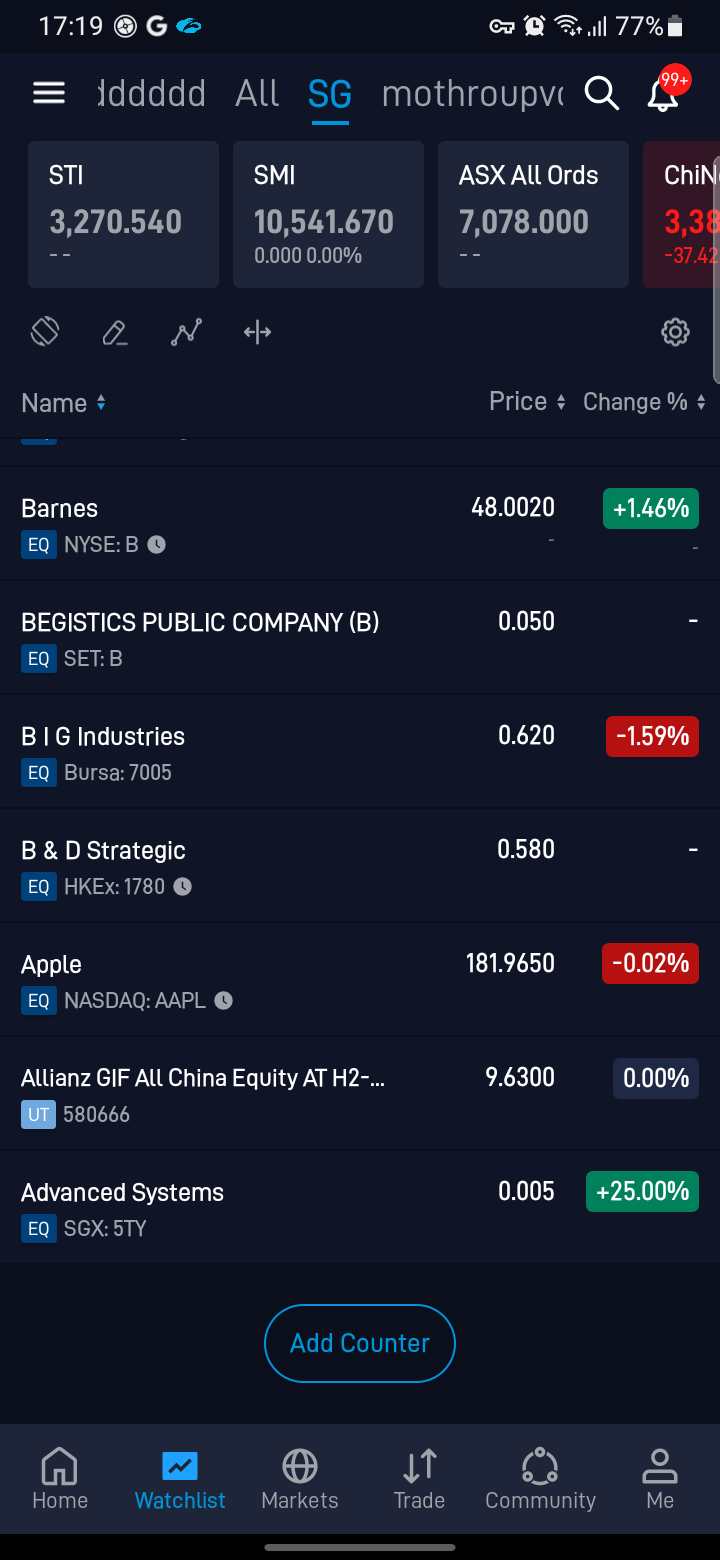 17:19 77%
dddddd All SG mothroupv
99+
STI SMI ASX All Ords
3,270.540 10,541.670 7,078.000 3,38
- - 0.000 0.00% - - -37.42
Name Price Change %
Barnes 48.0020 +1.46%
EQ NYSE: B - -
BEGISTICS PUBLIC COMPANY (B) 0.050 -
EQ SET: B
B I G Industries 0.620 -1.59%
EQ Bursa: 7005
B & D Strategic 0.580 -
EQ HKEx: 1780
Apple 181.9650 -0.02%
EQ NASDAQ: AAPL
Allianz GIF All China Equity AT H2-... 9.6300 0.00%
UT 580666
Advanced Systems 0.005 +25.00%
EQ SGX: 5TY
Add Counter
Home Watchlist Markets Trade Community Me